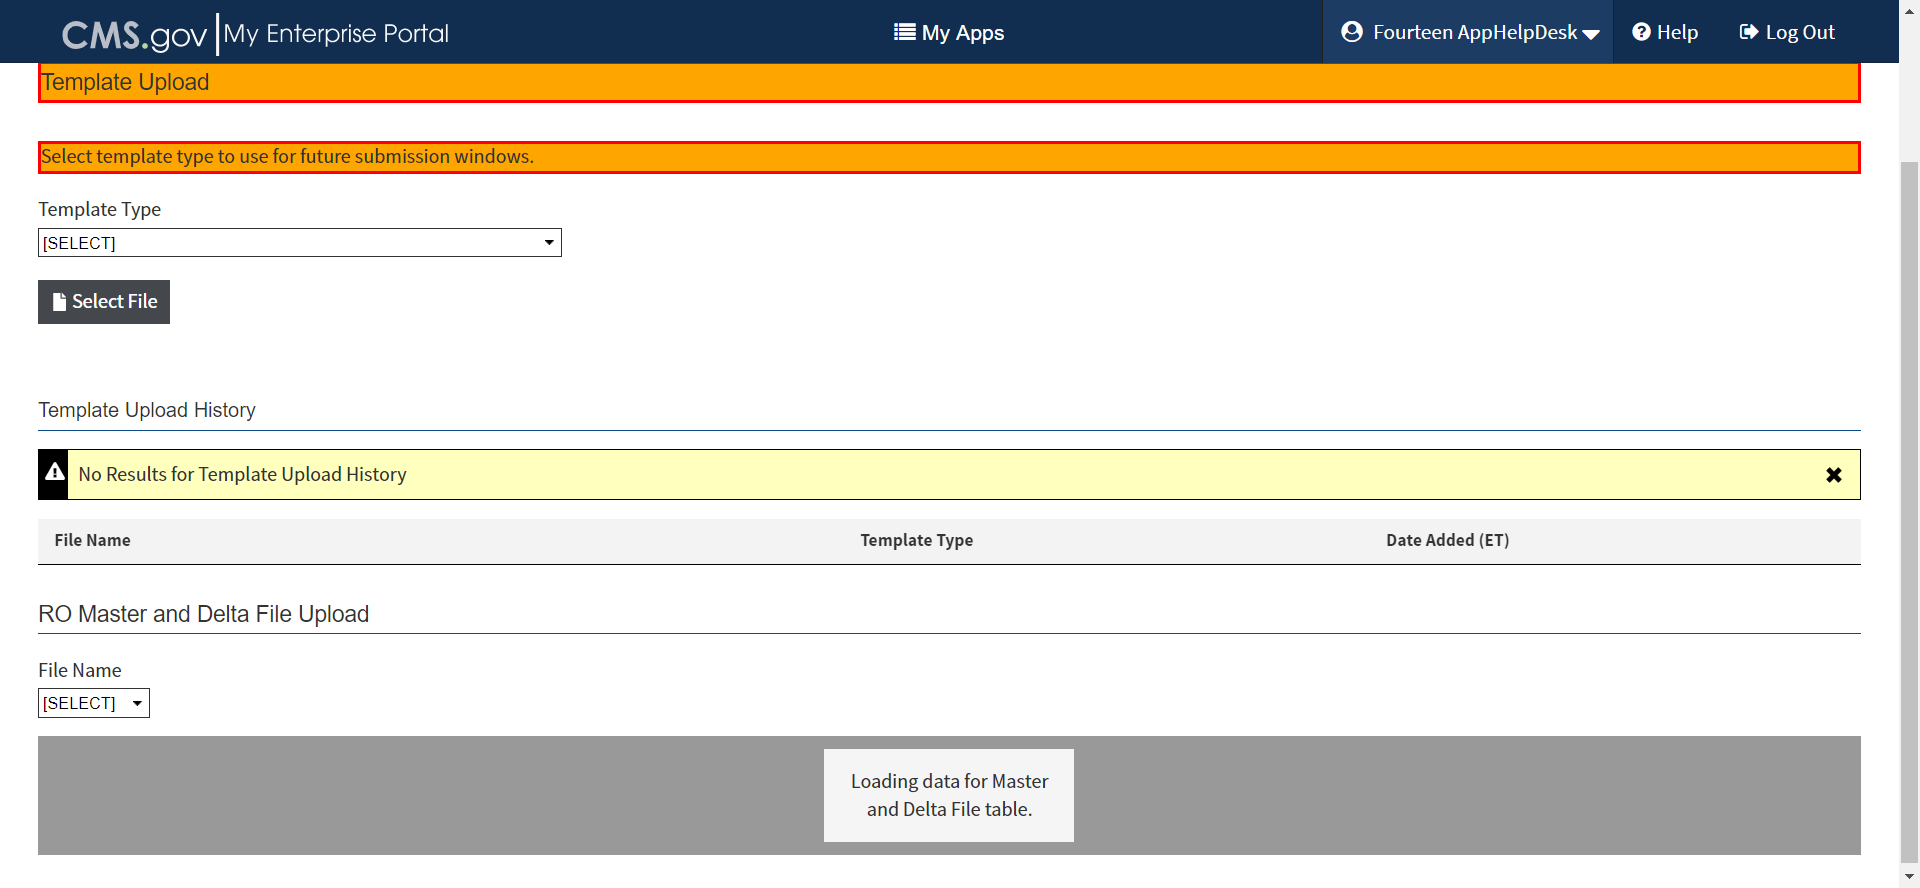 CMS.gov My Enterprise Portal My Apps Fourteen AppHelpDesk Help Log Out
Template Upload
Select template type to use for future submission windows.
Template Type
[SELECT]
Select File
Template Upload History
No Results for Template Upload History
File Name Template Type Date Added (ET)
RO Master and Delta File Upload
File Name
[SELECT]
Loading data for Master
and Delta File table.